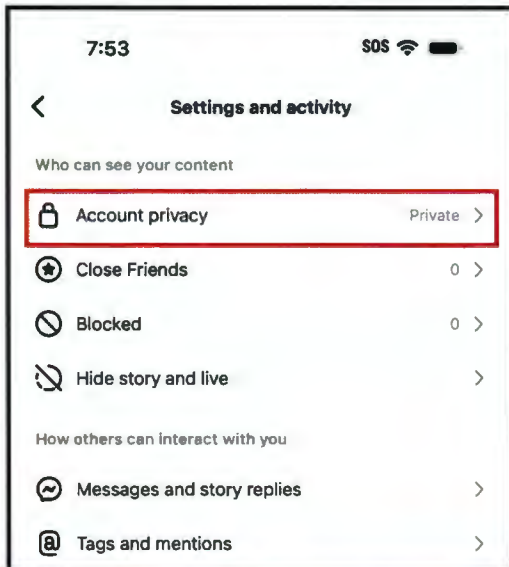 7:53 SOS
Settings and activity
Who can see your content
Account privacy Private
Close Friends 0
Blocked 0
Hide story and live
How others can interact with you
Messages and story replies
Tags and mentions